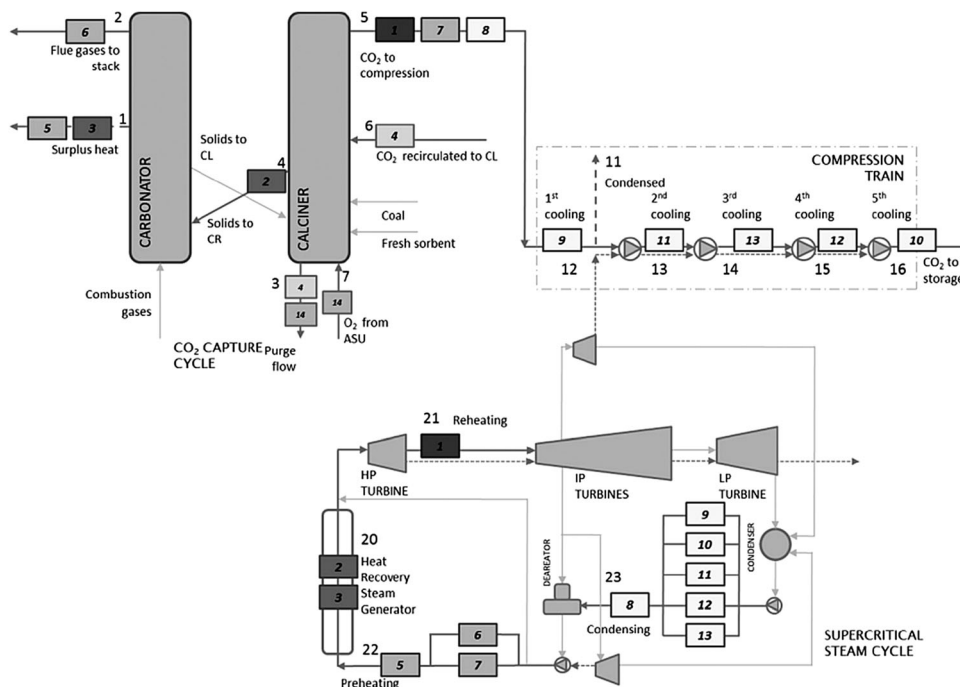 2
5
6
1
7
8
Flue gases to
stack
CO₂ to
compression
1
5
3
Surplus heat
Solids to
CL
6
4
CO₂ recirculated to CL
4
2
CARBONATOR
CALCINER
Solids to
CR
Coal
Fresh sorbent
Combustion
gases
3
4
14
7
14
O₂ from
ASU
Purge
flow
CO₂ CAPTURE
CYCLE
11
Condensed
COMPRESSION
TRAIN
1st
cooling
2nd
cooling
3rd
cooling
4th
cooling
5th
cooling
9
11
13
12
10
12
13
14
15
16
CO₂ to
storage
21
Reheating
1
HP
TURBINE
IP
TURBINES
LP
TURBINE
20
2
Heat
Recovery
3
Steam
Generator
9
10
11
12
13
CONDENSER
DEAREATOR
23
8
Condensing
22
5
6
7
Preheating
SUPERCRITICAL
STEAM CYCLE